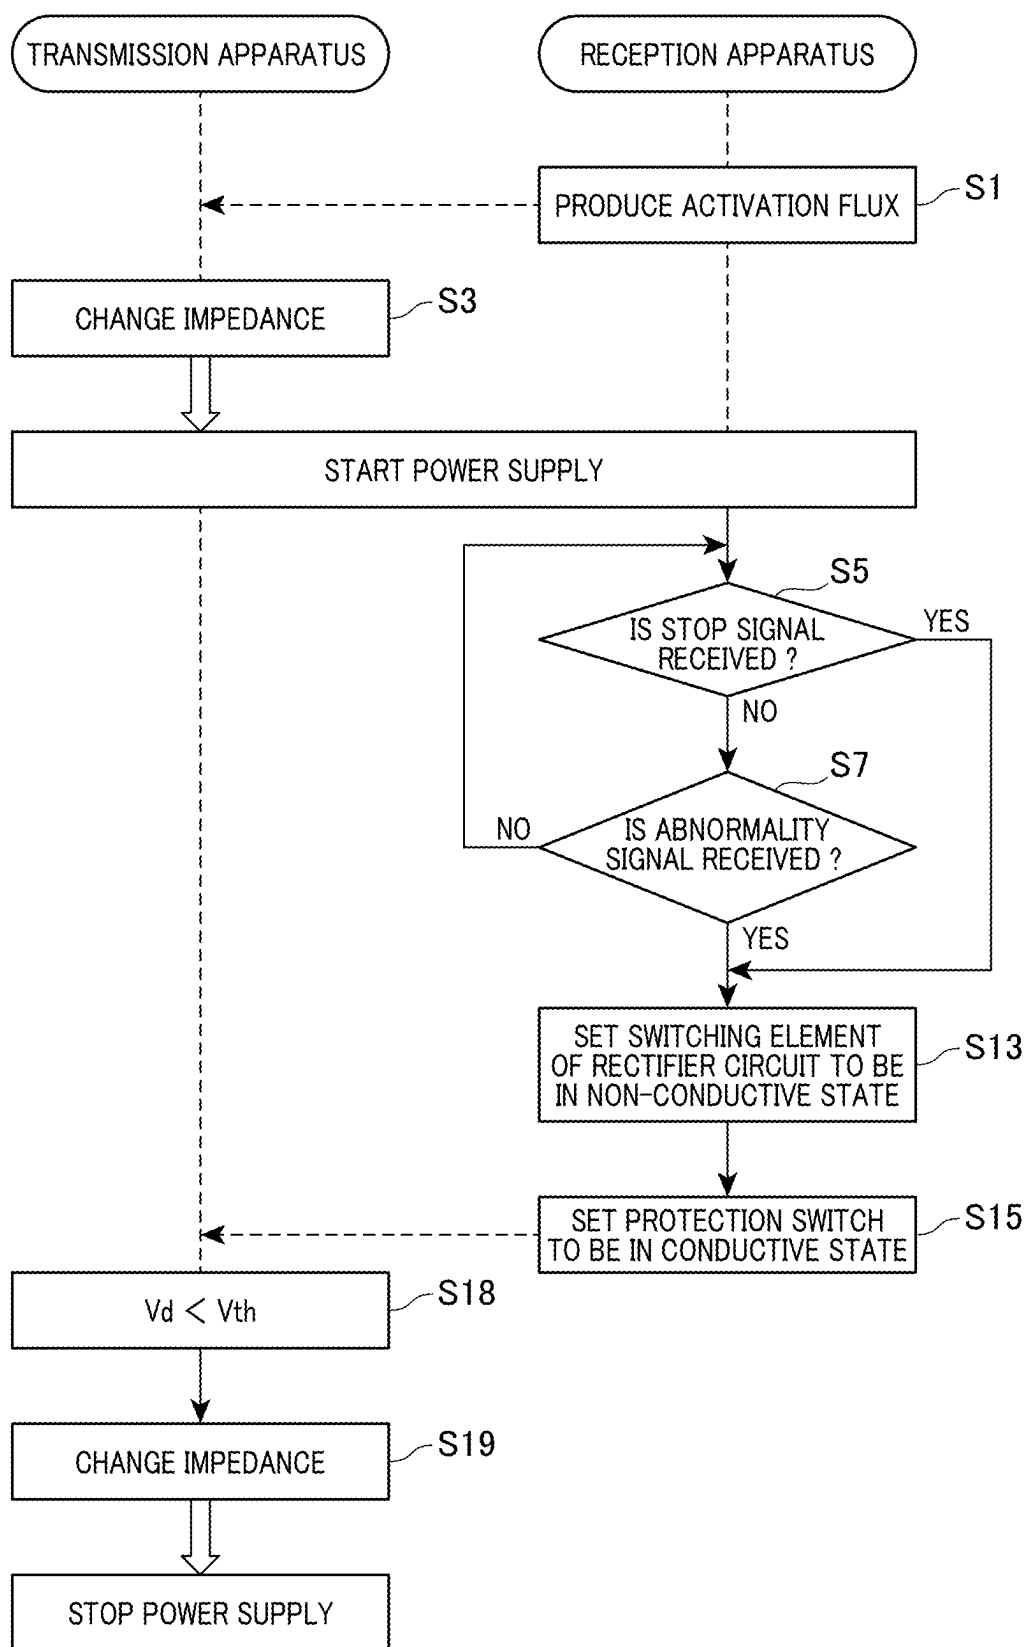 TRANSMISSION APPARATUS
RECEPTION APPARATUS
PRODUCE ACTIVATION FLUX
S1
CHANGE IMPEDANCE
S3
START POWER SUPPLY
S5
IS STOP SIGNAL
RECEIVED ?
YES
NO
S7
IS ABNORMALITY
SIGNAL RECEIVED ?
NO
YES
SET SWITCHING ELEMENT
OF RECTIFIER CIRCUIT TO BE
IN NON-CONDUCTIVE STATE
S13
SET PROTECTION SWITCH
TO BE IN CONDUCTIVE STATE
S15
Vd < Vth
S18
CHANGE IMPEDANCE
S19
STOP POWER SUPPLY